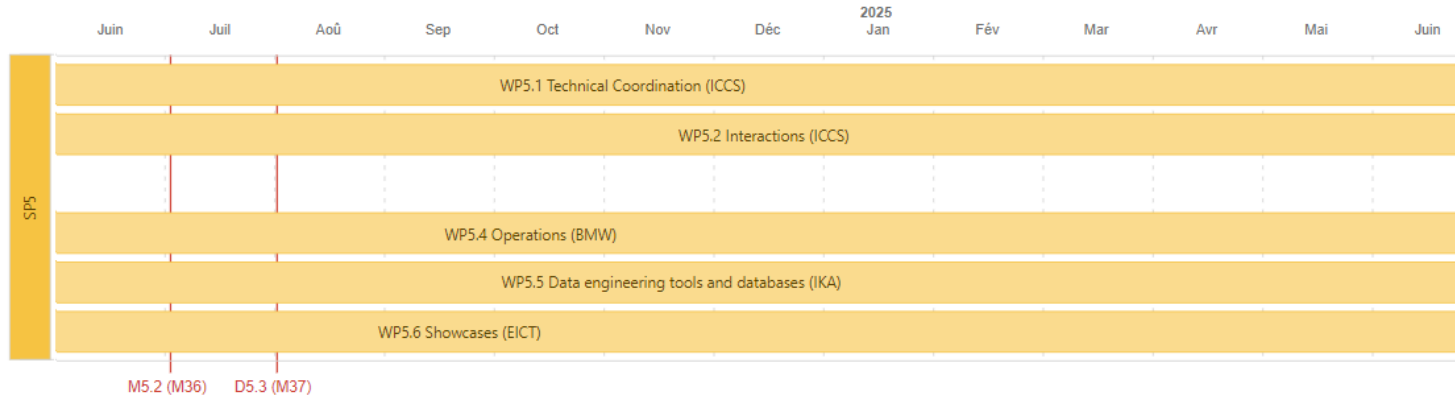 2025
Juin Juil Aoû Sep Oct Nov Déc Jan Fév Mar Avr Mai Juin
SP5
WP5.1 Technical Coordination (ICCS)
WP5.2 Interactions (ICCS)
WP5.4 Operations (BMW)
WP5.5 Data engineering tools and databases (IKA)
WP5.6 Showcases (EICT)
M5.2 (M36) D5.3 (M37)